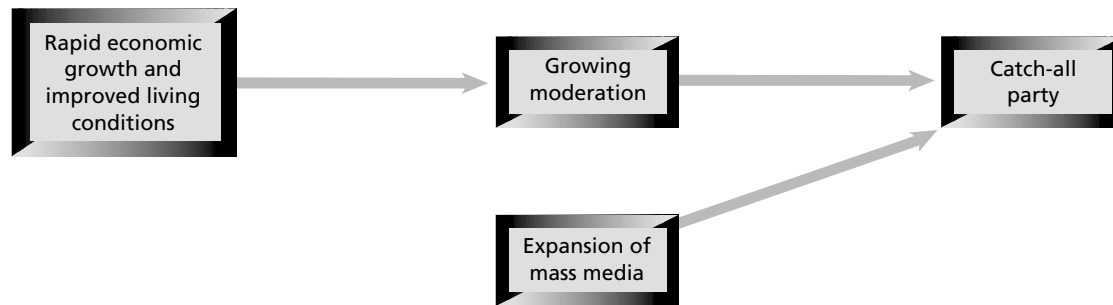 Rapid economic
growth and
improved living
conditions
Growing
moderation
Catch-all
party
Expansion of
mass media